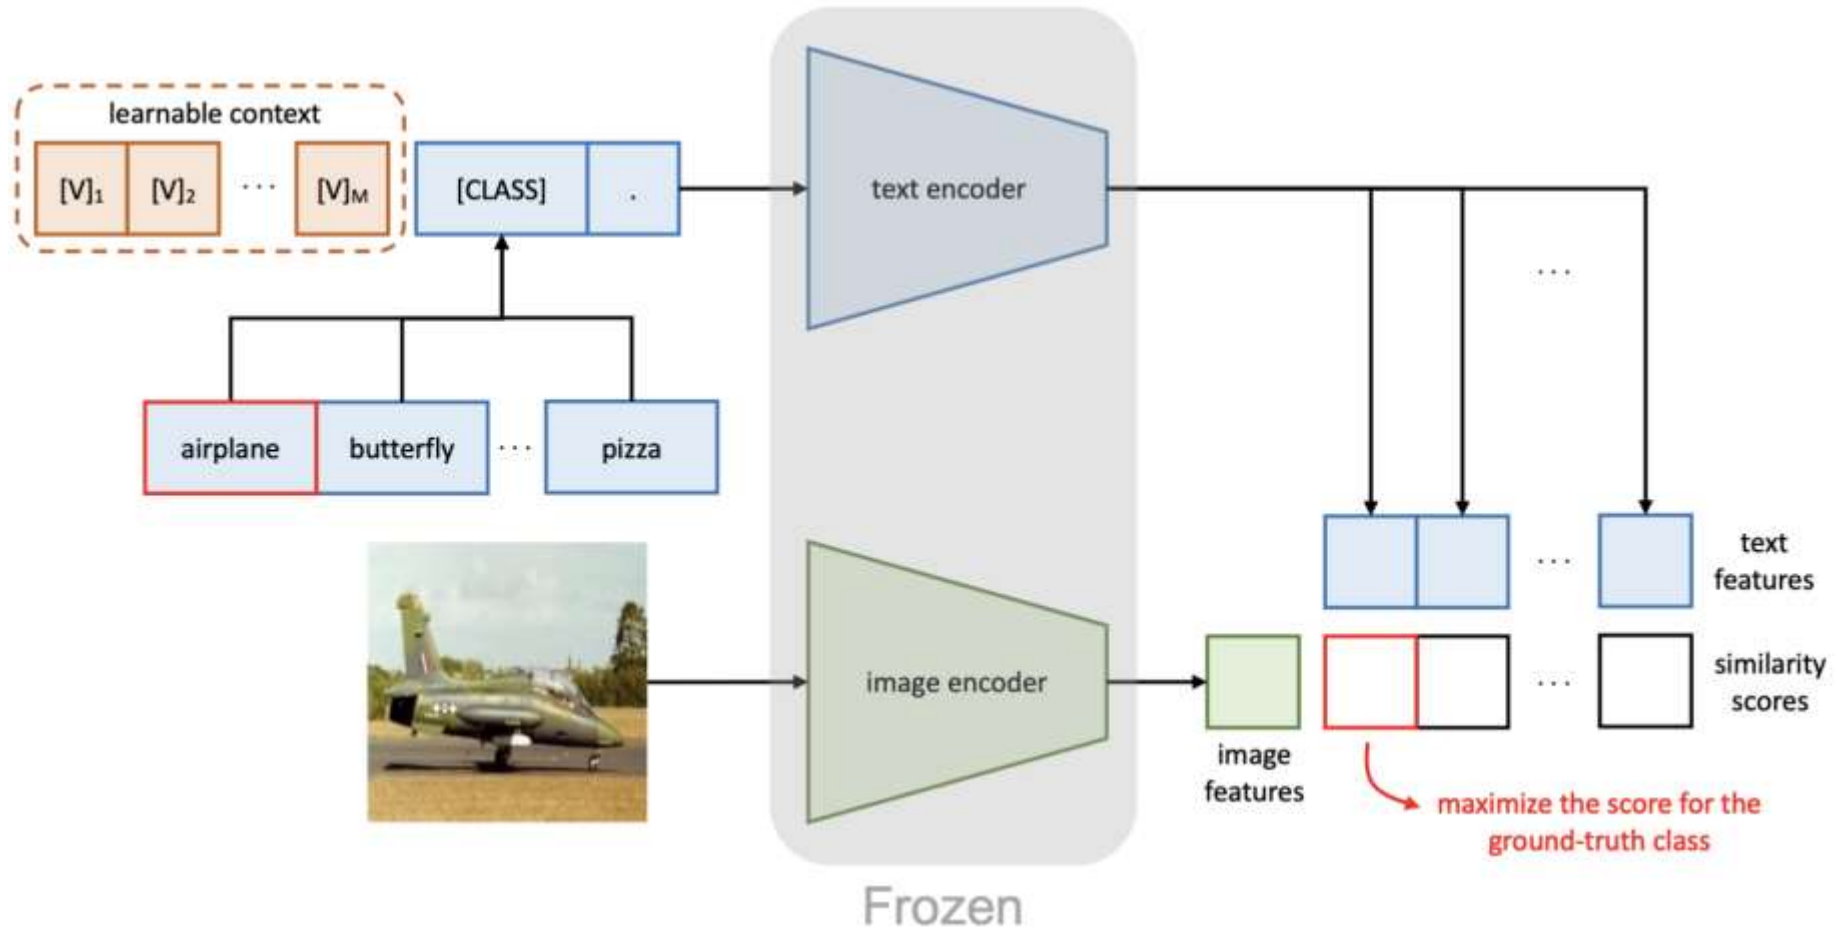 learnable context
[V]1 [V]2 ... [V]M [CLASS] .
text encoder
...
airplane butterfly ... pizza
... text
features
image encoder
... similarity
scores
image
features
maximize the score for the
ground-truth class
Frozen